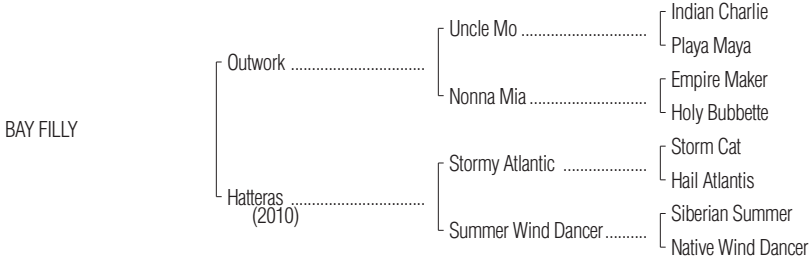 Indian Charlie
Uncle Mo ..............................
Playa Maya
Outwork ................................
Empire Maker
Nonna Mia ............................
Holy Bubbette
BAY FILLY
Storm Cat
Stormy Atlantic ....................
Hail Atlantis
Hatteras ................................
(2010)
Siberian Summer
Summer Wind Dancer..........
Native Wind Dancer